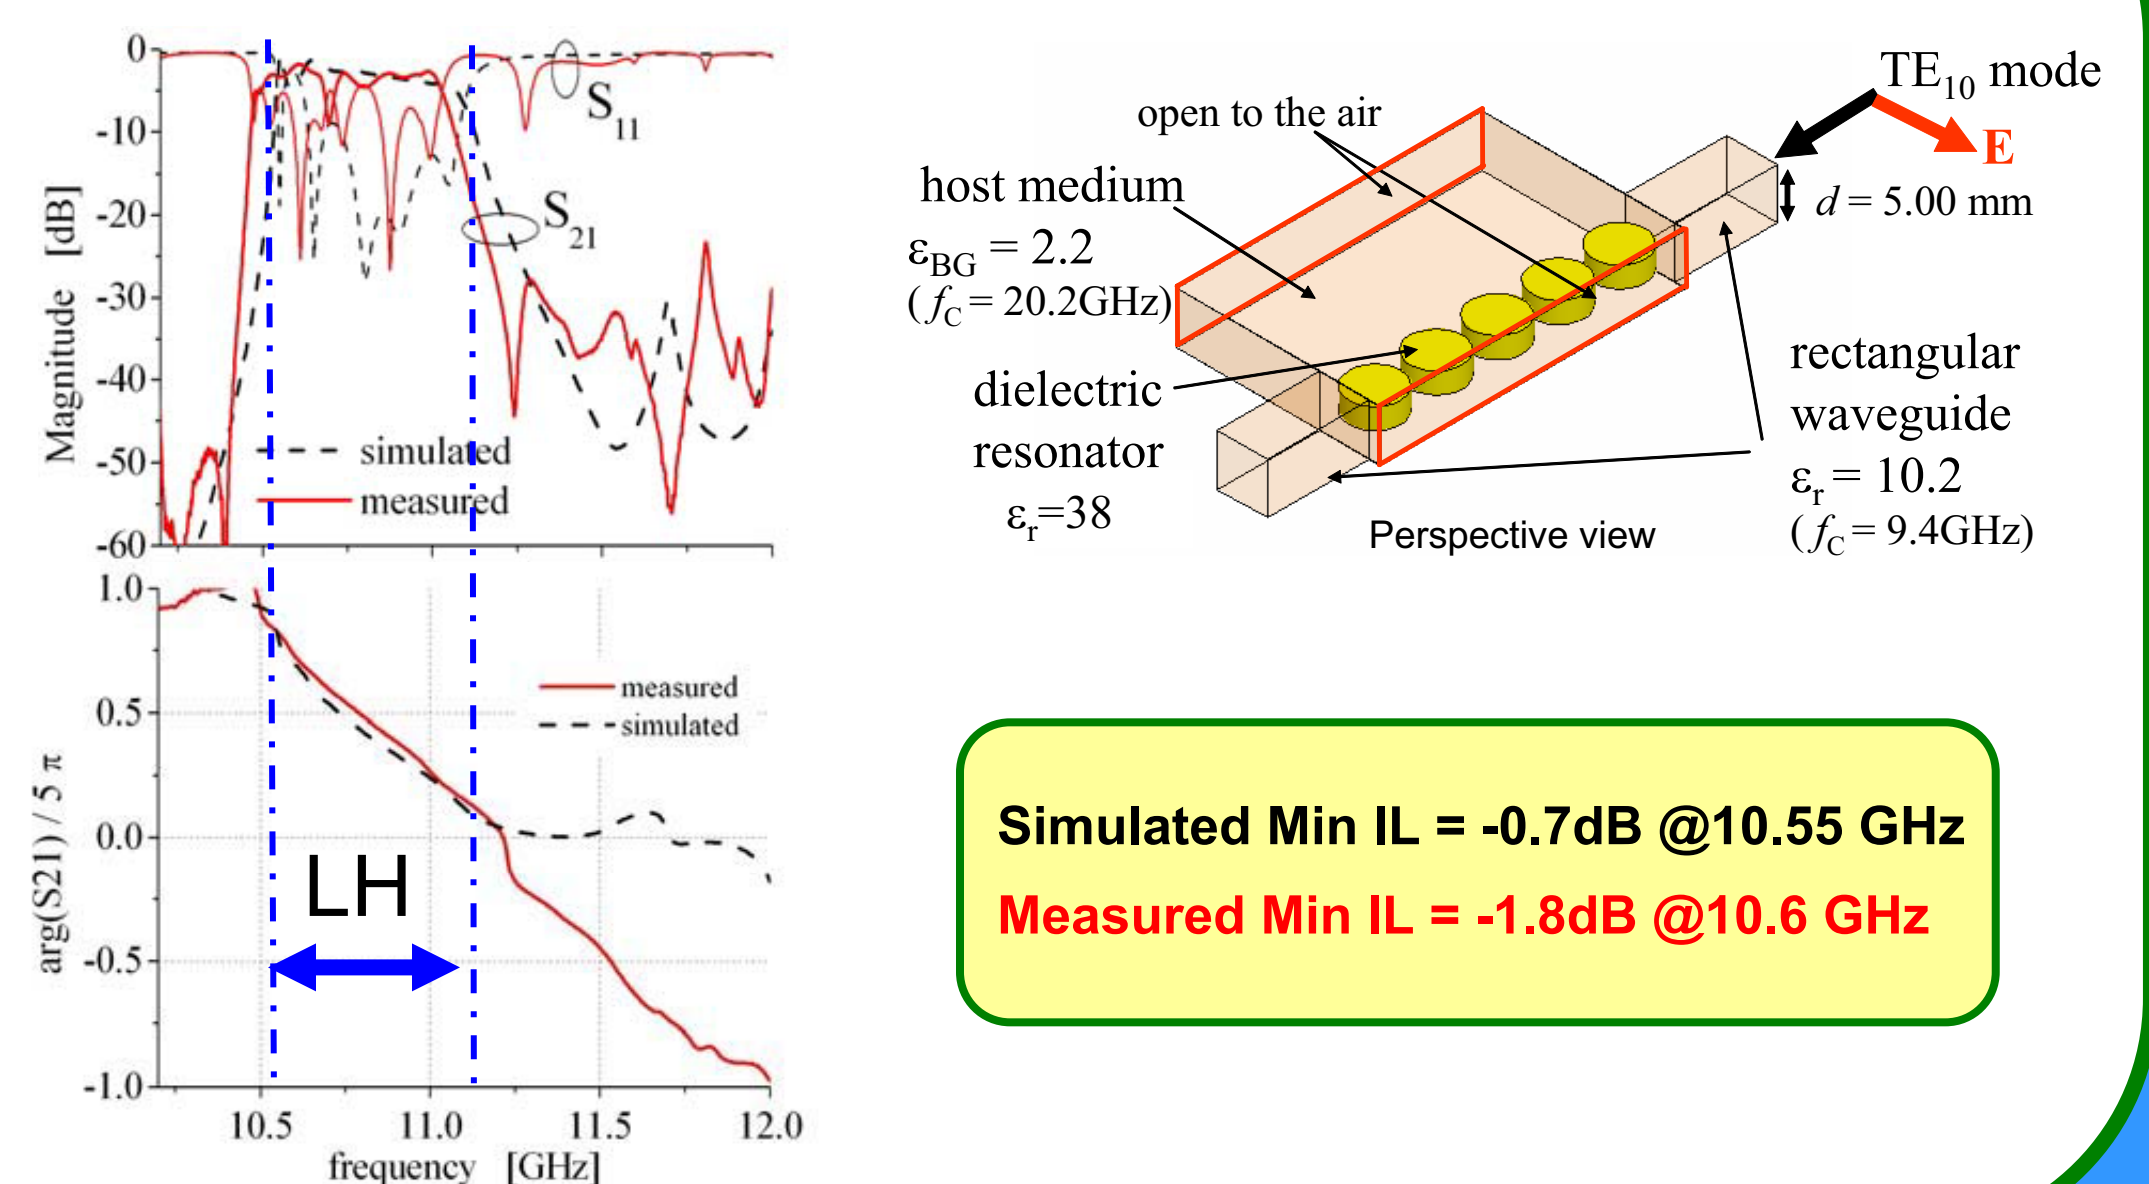 0
-10
-20
-30
-40
-50
-60
Magnitude [dB]
S11
S21
simulated
measured
1.0
0.5
0.0
-0.5
-1.0
arg(S21) / 5 π
measured
simulated
LH
10.5 11.0 11.5 12.0
frequency [GHz]
TE10 mode
E
open to the air
host medium
εBG = 2.2
( fC = 20.2GHz)
d = 5.00 mm
dielectric
resonator
εr=38
rectangular
waveguide
εr = 10.2
( fC = 9.4GHz)
Perspective view
Simulated Min IL = -0.7dB @10.55 GHz
Measured Min IL = -1.8dB @10.6 GHz